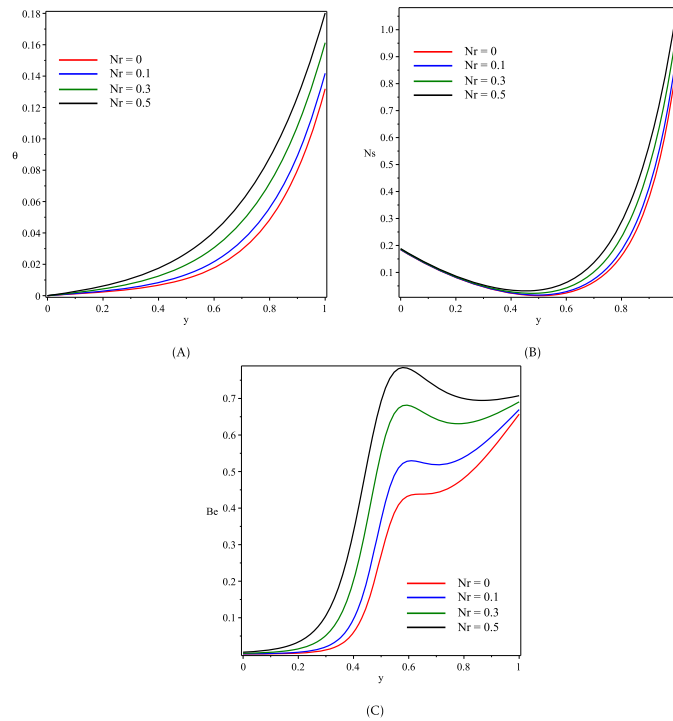 0.18
0.16
0.14
0.12
0.10
θ
0.08
0.06
0.04
0.02
0
0 0.2 0.4 0.6 0.8 1
y
Nr = 0
Nr = 0.1
Nr = 0.3
Nr = 0.5
(A)
1.0
0.9
0.8
0.7
0.6
Ns
0.5
0.4
0.3
0.2
0.1
0 0.2 0.4 0.6 0.8
y
Nr = 0
Nr = 0.1
Nr = 0.3
Nr = 0.5
(B)
0.7
0.6
0.5
0.4
Be
0.3
0.2
0.1
0 0.2 0.4 0.6 0.8 1
y
Nr = 0
Nr = 0.1
Nr = 0.3
Nr = 0.5
(C)